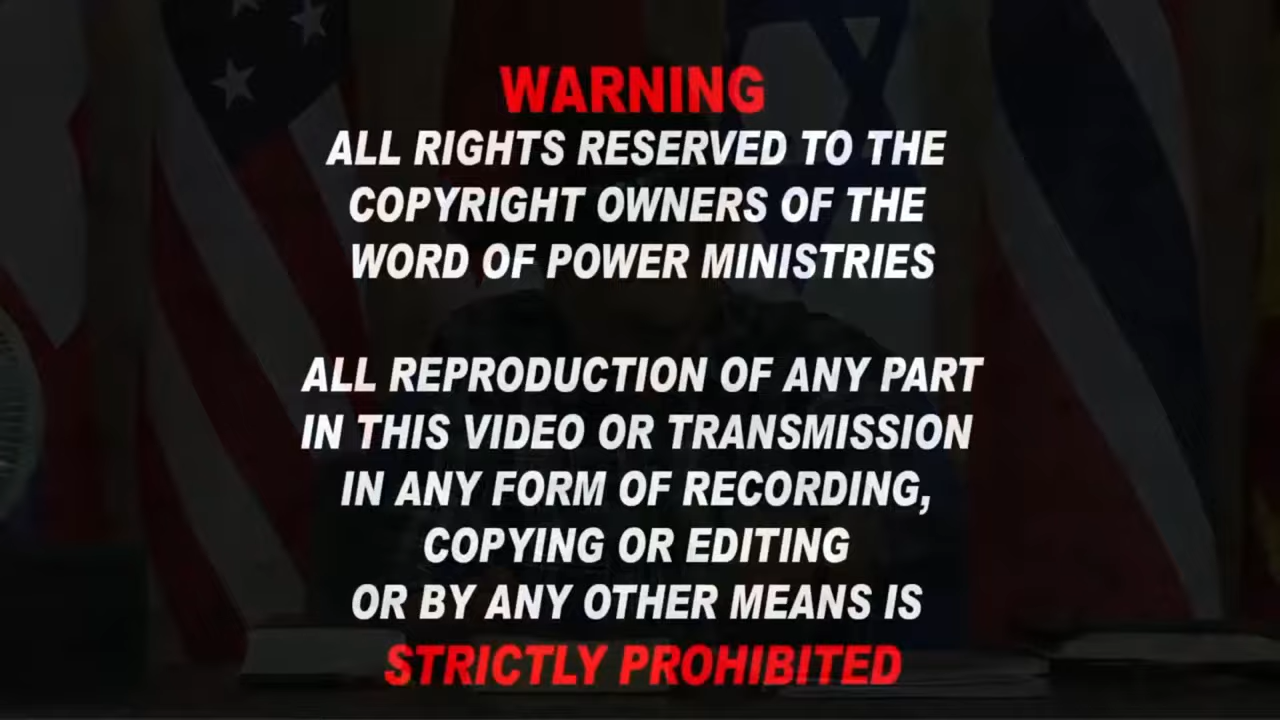 WARNING
ALL RIGHTS RESERVED TO THE
COPYRIGHT OWNERS OF THE
WORD OF POWER MINISTRIES
ALL REPRODUCTION OF ANY PART
IN THIS VIDEO OR TRANSMISSION
IN ANY FORM OF RECORDING,
COPYING OR EDITING
OR BY ANY OTHER MEANS IS
STRICTLY PROHIBITED